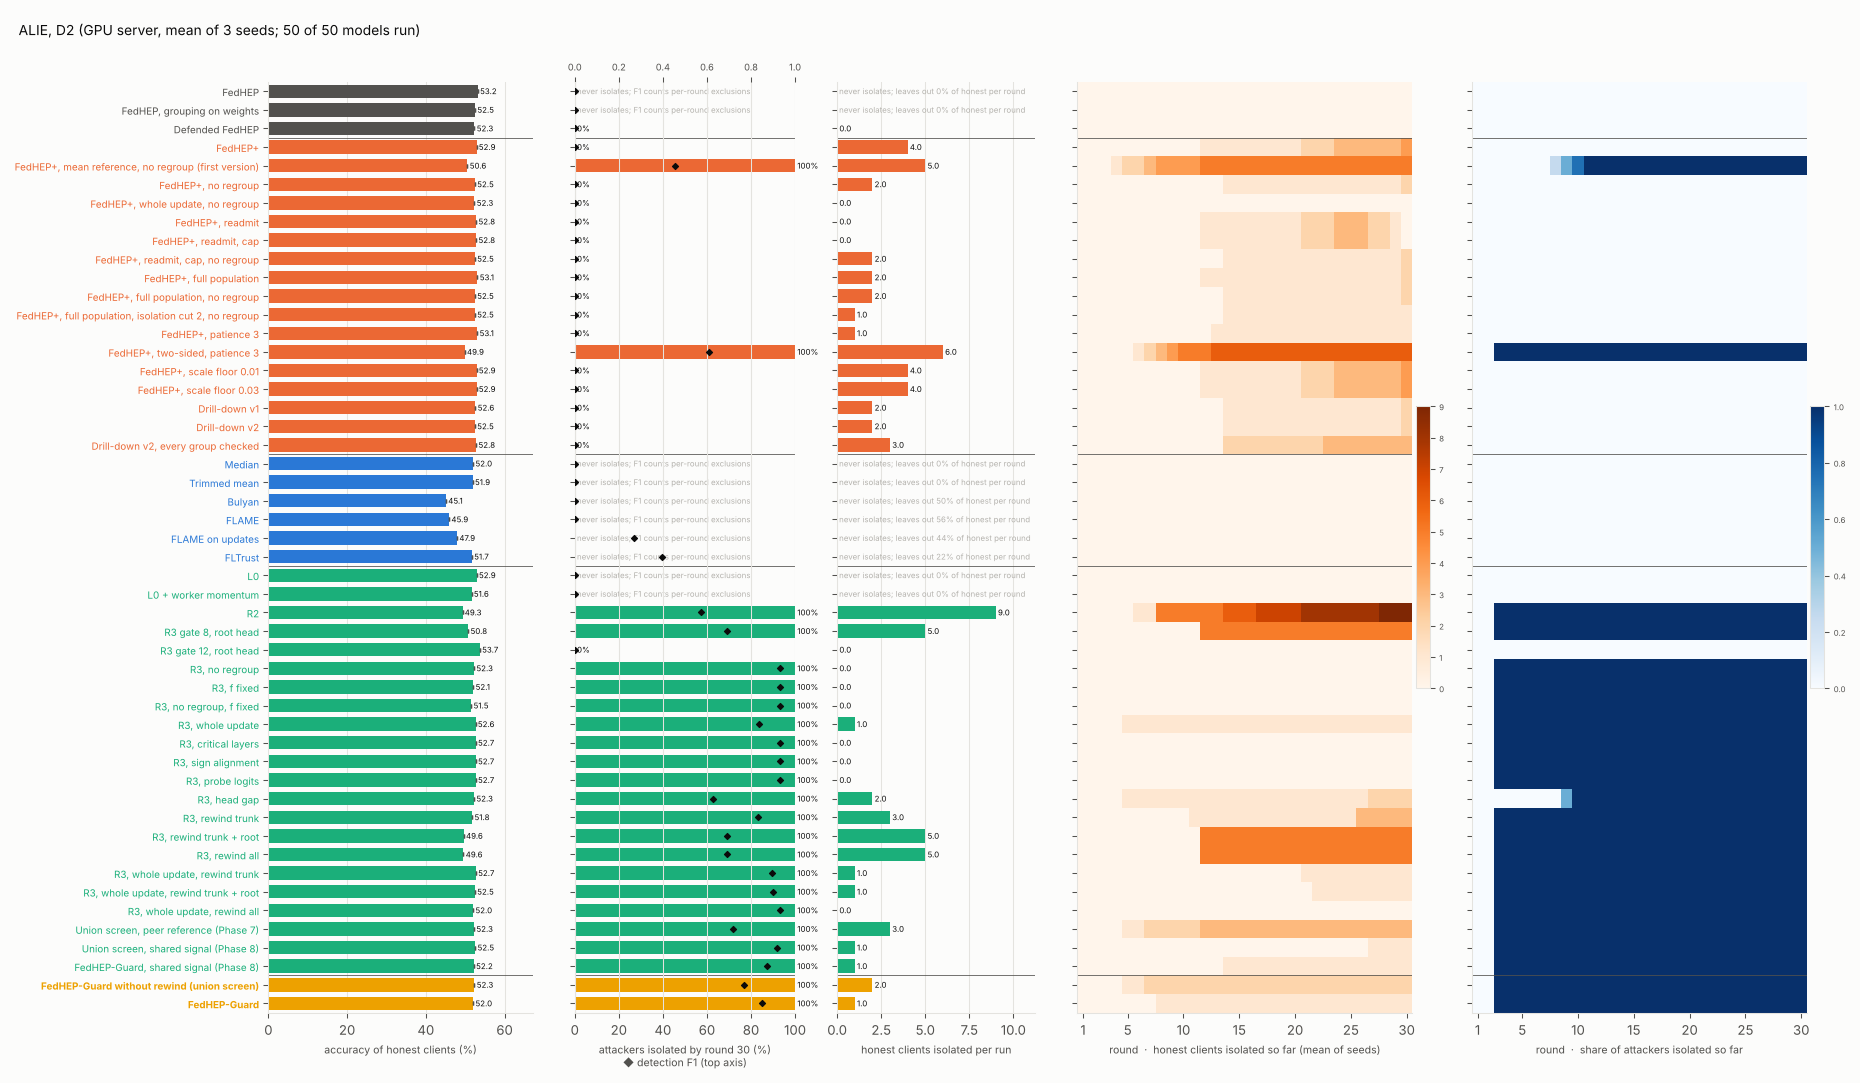 ALIE, D2 (GPU server, mean of 3 seeds; 50 of 50 models run)
0.0 0.2 0.4 0.6 0.8 1.0
FedHEP 53.2 never isolates; F1 counts per-round exclusions never isolates; leaves out 0% of honest per round
FedHEP, grouping on weights 52.5 never isolates; F1 counts per-round exclusions never isolates; leaves out 0% of honest per round
Defended FedHEP 52.3 0% 0.0
FedHEP+ 52.9 0% 4.0
FedHEP+, mean reference, no regroup (first version) 50.6 100% 5.0
FedHEP+, no regroup 52.5 0% 2.0
FedHEP+, whole update, no regroup 52.3 0% 0.0
FedHEP+, readmit 52.8 0% 0.0
FedHEP+, readmit, cap 52.8 0% 0.0
FedHEP+, readmit, cap, no regroup 52.5 0% 2.0
FedHEP+, full population 53.1 0% 2.0
FedHEP+, full population, no regroup 52.5 0% 2.0
FedHEP+, full population, isolation cut 2, no regroup 52.5 0% 1.0
FedHEP+, patience 3 53.1 0% 1.0
FedHEP+, two-sided, patience 3 49.9 100% 6.0
FedHEP+, scale floor 0.01 52.9 0% 4.0
FedHEP+, scale floor 0.03 52.9 0% 4.0
Drill-down v1 52.6 0% 2.0
Drill-down v2 52.5 0% 2.0
Drill-down v2, every group checked 52.8 0% 3.0
Median 52.0 never isolates; F1 counts per-round exclusions never isolates; leaves out 0% of honest per round
Trimmed mean 51.9 never isolates; F1 counts per-round exclusions never isolates; leaves out 0% of honest per round
Bulyan 45.1 never isolates; F1 counts per-round exclusions never isolates; leaves out 50% of honest per round
FLAME 45.9 never isolates; F1 counts per-round exclusions never isolates; leaves out 56% of honest per round
FLAME on updates 47.9 never isolates; F1 counts per-round exclusions never isolates; leaves out 44% of honest per round
FLTrust 51.7 never isolates; F1 counts per-round exclusions never isolates; leaves out 22% of honest per round
L0 52.9 never isolates; F1 counts per-round exclusions never isolates; leaves out 0% of honest per round
L0 + worker momentum 51.6 never isolates; F1 counts per-round exclusions never isolates; leaves out 0% of honest per round
R2 49.3 100% 9.0
R3 gate 8, root head 50.8 100% 5.0
R3 gate 12, root head 53.7 0% 0.0
R3, no regroup 52.3 100% 0.0
R3, f fixed 52.1 100% 0.0
R3, no regroup, f fixed 51.5 100% 0.0
R3, whole update 52.6 100% 1.0
R3, critical layers 52.7 100% 0.0
R3, sign alignment 52.7 100% 0.0
R3, probe logits 52.7 100% 0.0
R3, head gap 52.3 100% 2.0
R3, rewind trunk 51.8 100% 3.0
R3, rewind trunk + root 49.6 100% 5.0
R3, rewind all 49.6 100% 5.0
R3, whole update, rewind trunk 52.7 100% 1.0
R3, whole update, rewind trunk + root 52.5 100% 1.0
R3, whole update, rewind all 52.0 100% 0.0
Union screen, peer reference (Phase 7) 52.3 100% 3.0
Union screen, shared signal (Phase 8) 52.5 100% 1.0
FedHEP-Guard, shared signal (Phase 8) 52.2 100% 1.0
FedHEP-Guard without rewind (union screen) 52.3 100% 2.0
FedHEP-Guard 52.0 100% 1.0
0 20 40 60
accuracy of honest clients (%)
0 20 40 60 80 100
attackers isolated by round 30 (%)
◆ detection F1 (top axis)
0.0 2.5 5.0 7.5 10.0
honest clients isolated per run
1 5 10 15 20 25 30
round · honest clients isolated so far (mean of seeds)
9
8
7
6
5
4
3
2
1
0
1 5 10 15 20 25 30
round · share of attackers isolated so far
1.0
0.8
0.6
0.4
0.2
0.0